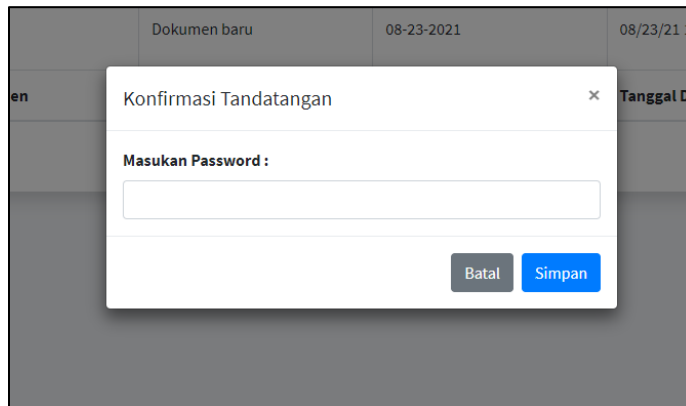 Dokumen baru 08-23-2021 08/23/21
en Tanggal D
Konfirmasi Tandatangan ×
Masukan Password :
Batal Simpan